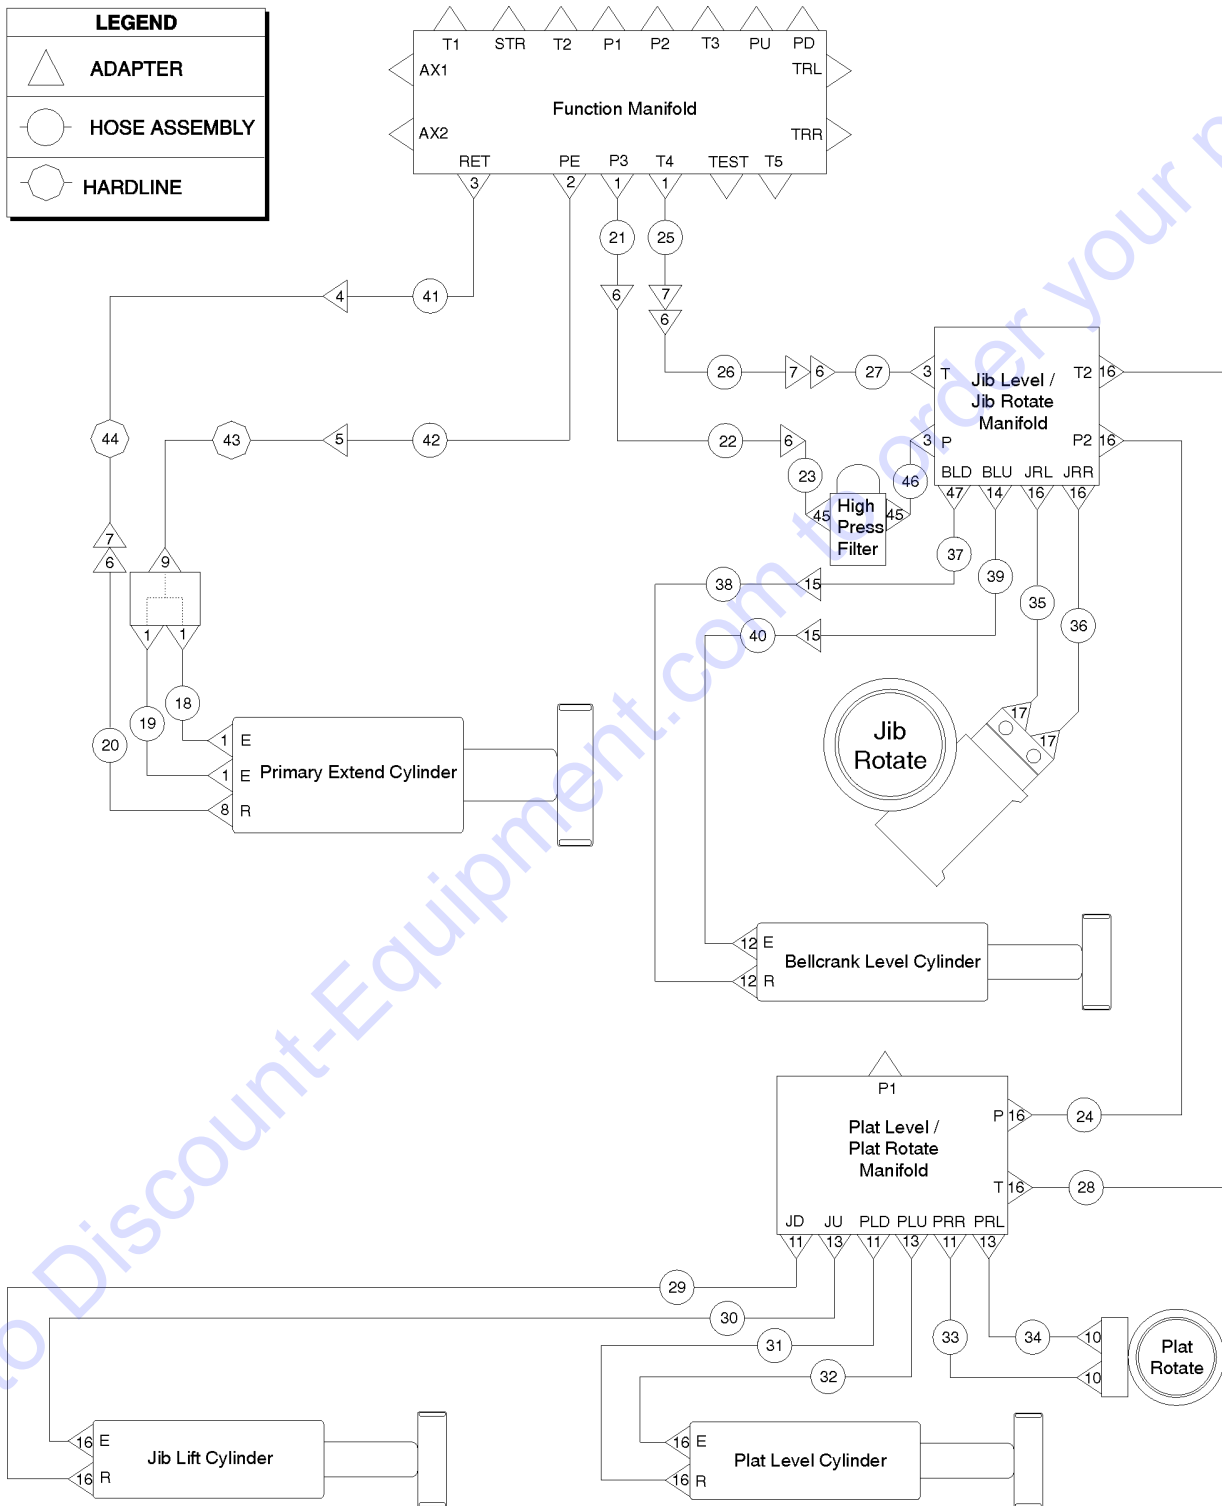 LEGEND
ADAPTER
HOSE ASSEMBLY
HARDLINE
T1 STR T2 P1 P2 T3 PU PD
AX1 TRL
Function Manifold
AX2 TRR
RET PE P3 T4 TEST T5
3 2 1 1
21 25
4 41 6 7
6
26 7 6 27 3 T Jib Level / T2 16
Jib Rotate
Manifold
44 43 5 42 22 6 3 P P2 16
23 46 BLD BLU JRL JRR
47 14 16 16
45 High 45
Press
Filter
7
6 9
37
38 15 39
35
36
1 1
40 15
18
19
20
17
17
Jib
Rotate
1 E
1 E Primary Extend Cylinder
8 R
12 E
Bellcrank Level Cylinder
12 R
P1
P 16 24
Plat Level /
Plat Rotate
Manifold
T 16 28
JD JU PLD PLU PRR PRL
11 13 11 13 11 13
29
30
31
32
33 34 10
10
Plat
Rotate
16 E
Jib Lift Cylinder
16 R
16 E
Plat Level Cylinder
16 R
to Discount-Equipment.com to order your p